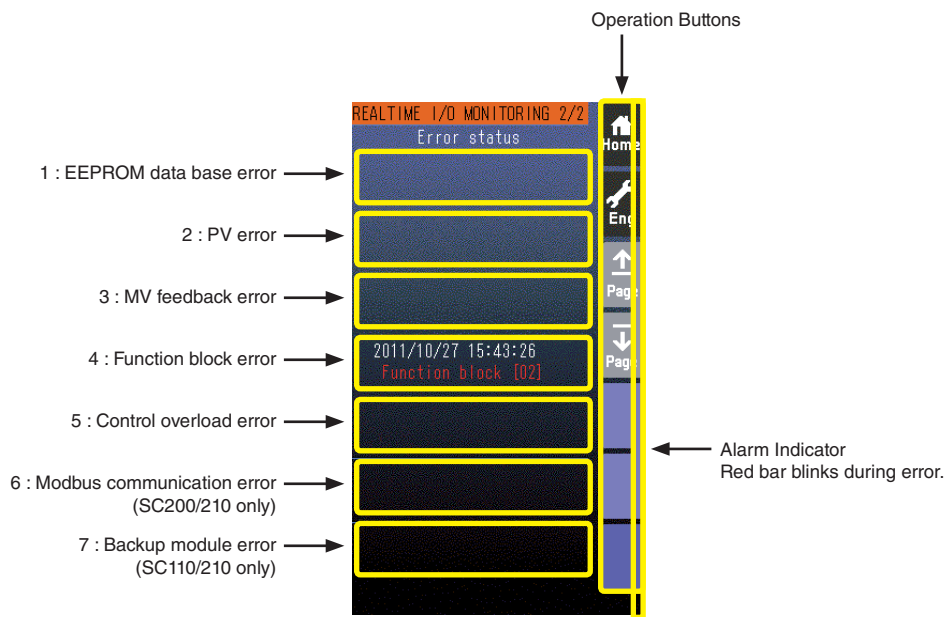 Operation Buttons
REALTIME I/O MONITORING 2/2
Error status
Home
1 : EEPROM data base error
Eng
2 : PV error
Page
3 : MV feedback error
2011/10/27 15:43:26
Function block [02]
4 : Function block error
Page
5 : Control overload error
Alarm Indicator
Red bar blinks during error.
6 : Modbus communication error
(SC200/210 only)
7 : Backup module error
(SC110/210 only)